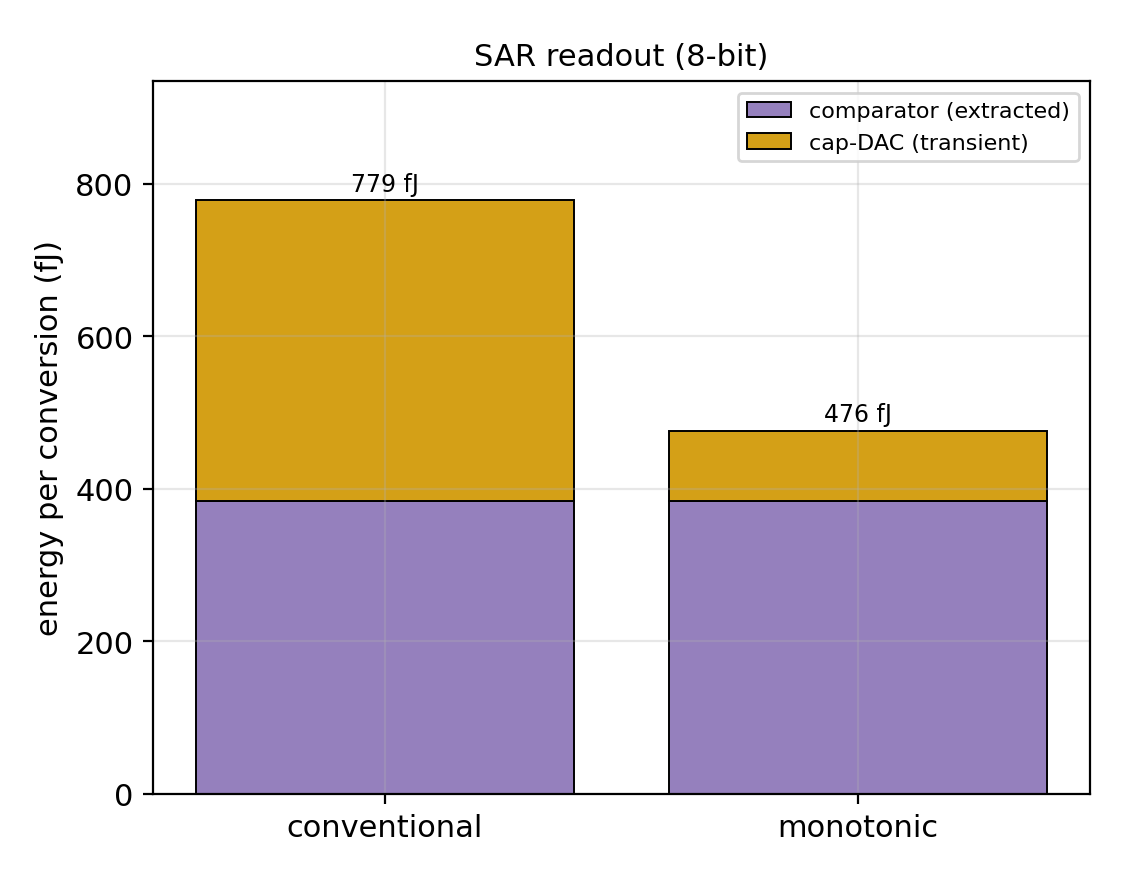 SAR readout (8-bit)
comparator (extracted)
cap-DAC (transient)
energy per conversion (fJ)
800
600
400
200
0
779 fJ
476 fJ
conventional
monotonic